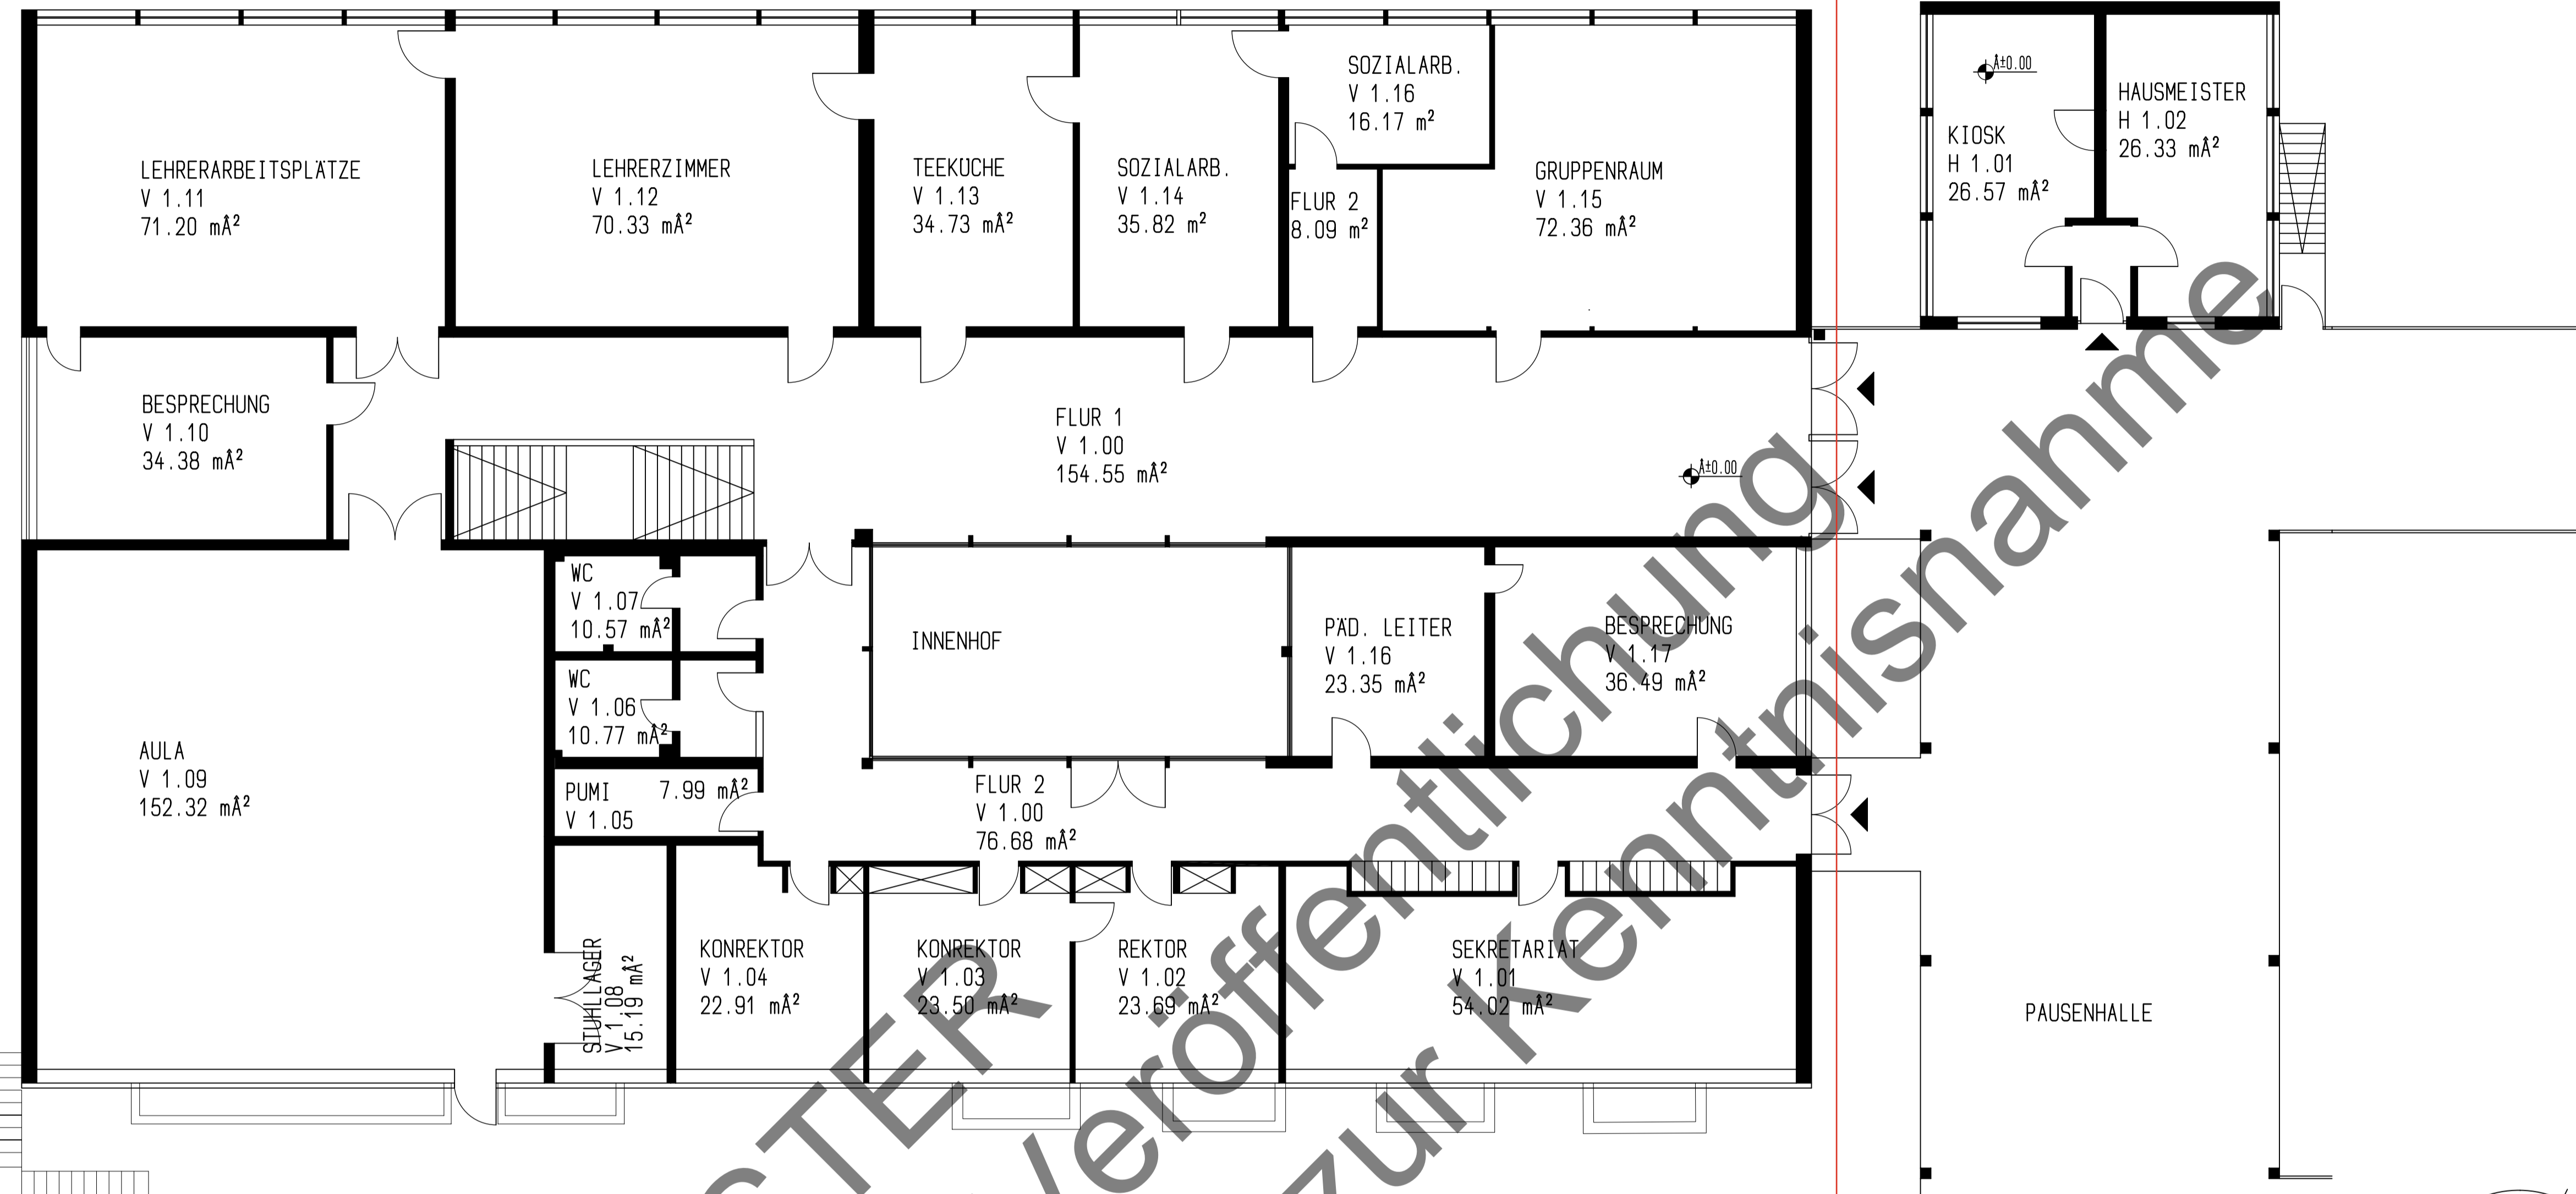 LEHRERARBEITSPLÄTZE
V 1.11
71.20 mÂ²
LEHRERZIMMER
V 1.12
70.33 mÂ²
TEEKÜCHE
V 1.13
34.73 mÂ²
SOZIALARB.
V 1.14
35.82 m²
SOZIALARB.
V 1.16
16.17 m²
FLUR 2
8.09 m²
GRUPPENRAUM
V 1.15
72.36 mÂ²
Â±0.00
KIOSK
H 1.01
26.57 mÂ²
HAUSMEISTER
H 1.02
26.33 mÂ²
BESPRECHUNG
V 1.10
34.38 mÂ²
FLUR 1
V 1.00
154.55 mÂ²
Â±0.00
WC
V 1.07
10.57 mÂ²
WC
V 1.06
10.77 mÂ²
PUMI 7.99 mÂ²
V 1.05
INNENHOF
PÄD. LEITER
V 1.16
23.35 mÂ²
BESPRECHUNG
V 1.17
36.49 mÂ²
AULA
V 1.09
152.32 mÂ²
FLUR 2
V 1.00
76.68 mÂ²
STUHLLAGER
V 1.08
15.19 mÂ²
KONREKTOR
V 1.04
22.91 mÂ²
KONREKTOR
V 1.03
23.50 mÂ²
REKTOR
V 1.02
23.69 mÂ²
SEKRETARIAT
V 1.01
54.02 mÂ²
PAUSENHALLE
STER
Veröffentlichung
zur Kenntnisnahme